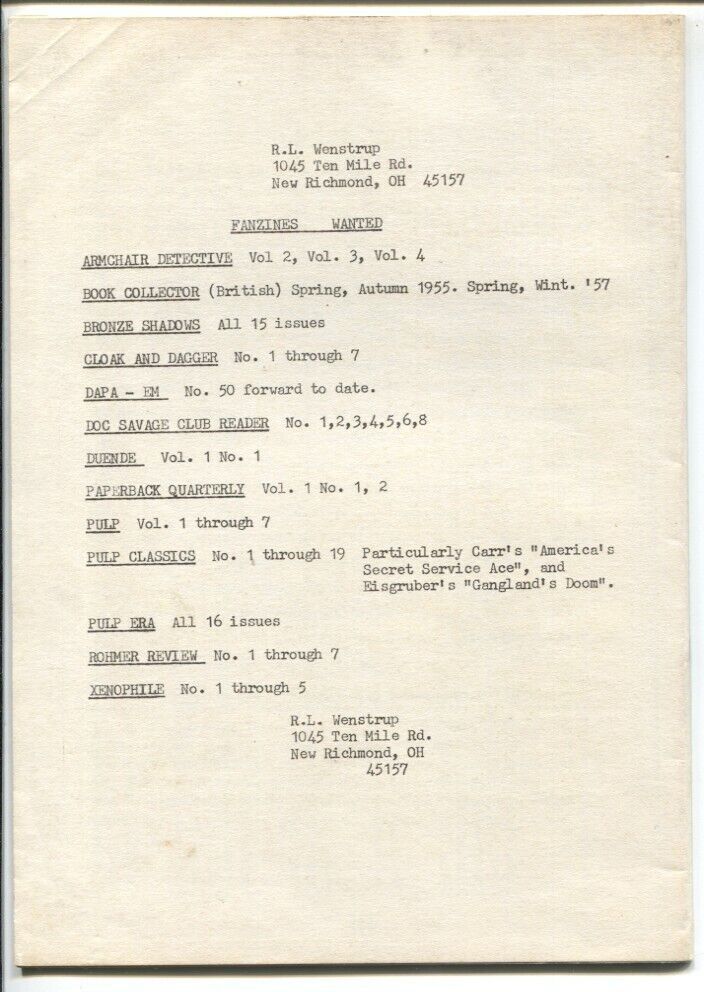 R.L. Wenstrup
1045 Ten Mile Rd.
New Richmond, OH 45157
FANZINES WANTED
ARMCHAIR DETECTIVE Vol 2, Vol. 3, Vol. 4
BOOK COLLECTOR (British) Spring, Autumn 1955. Spring, Wint. '57
BRONZE SHADOWS All 15 issues
CLOAK AND DAGGER No. 1 through 7
DAPA - EM No. 50 forward to date.
DOC SAVAGE CLUB READER No. 1,2,3,4,5,6,8
DUENDE Vol. 1 No. 1
PAPERBACK QUARTERLY Vol. 1 No. 1, 2
PULP Vol. 1 through 7
PULP CLASSICS No. 1 through 19 Particularly Carr's "America's
Secret Service Ace", and
Eisgruber's "Gangland's Doom".
PULP ERA All 16 issues
ROHMER REVIEW No. 1 through 7
XENOPHILE No. 1 through 5
R.L. Wenstrup
1045 Ten Mile Rd.
New Richmond, OH
45157